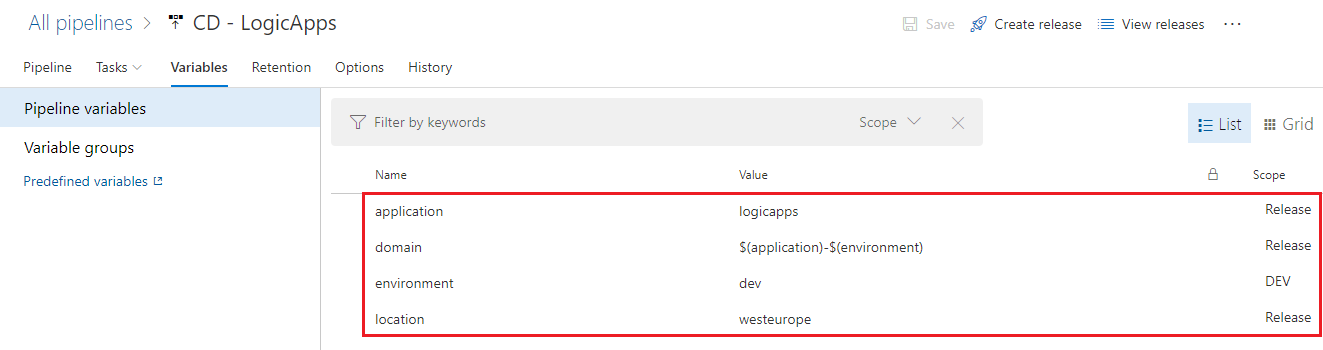 All pipelines > CD - LogicApps
Save Create release View releases ...
Pipeline Tasks Variables Retention Options History
Pipeline variables
Variable groups
Predefined variables
Filter by keywords Scope
List Grid
Name Value Scope
application logicapps Release
domain $(application)-$(environment) Release
environment dev DEV
location westeurope Release